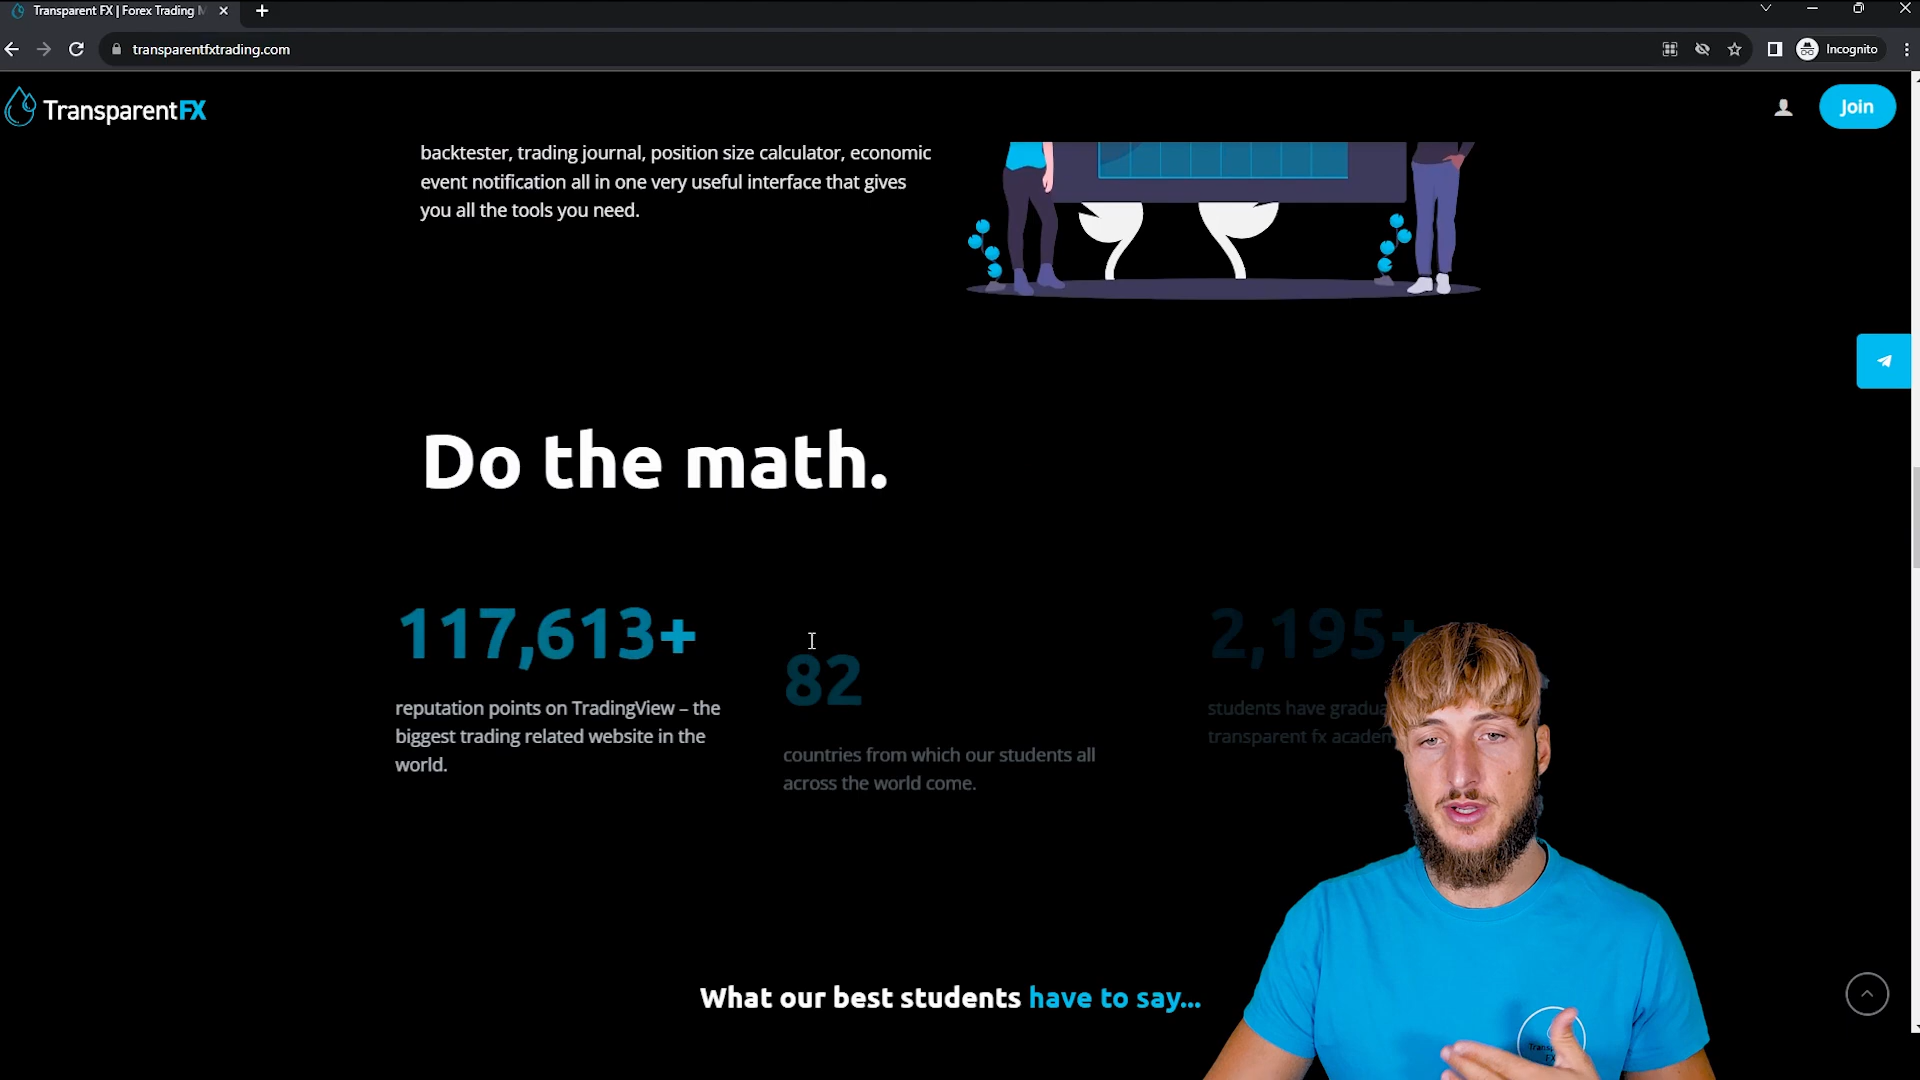 Transparent FX | Forex Trading M
transparentfxtrading.com
Incognito
TransparentFX
Join
backtester, trading journal, position size calculator, economic
event notification all in one very useful interface that gives
you all the tools you need.
Do the math.
117,613+
reputation points on TradingView – the
biggest trading related website in the
world.
82
countries from which our students all
across the world come.
2,195+
students have
transparent fx
What our best students have to say...